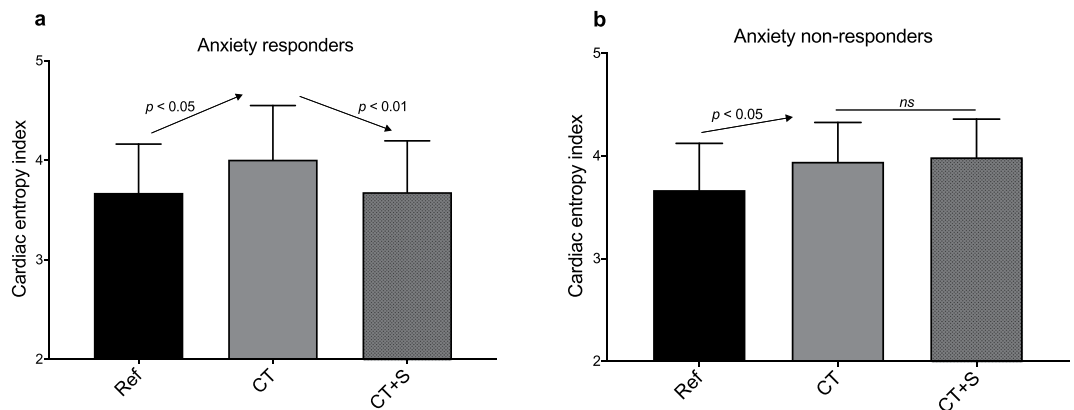 a
Anxiety responders
5
4
3
2
Cardiac entropy index
p < 0.05
p < 0.01
Ref
CT
CT+S
b
Anxiety non-responders
5
4
3
2
Cardiac entropy index
p < 0.05
ns
Ref
CT
CT+S